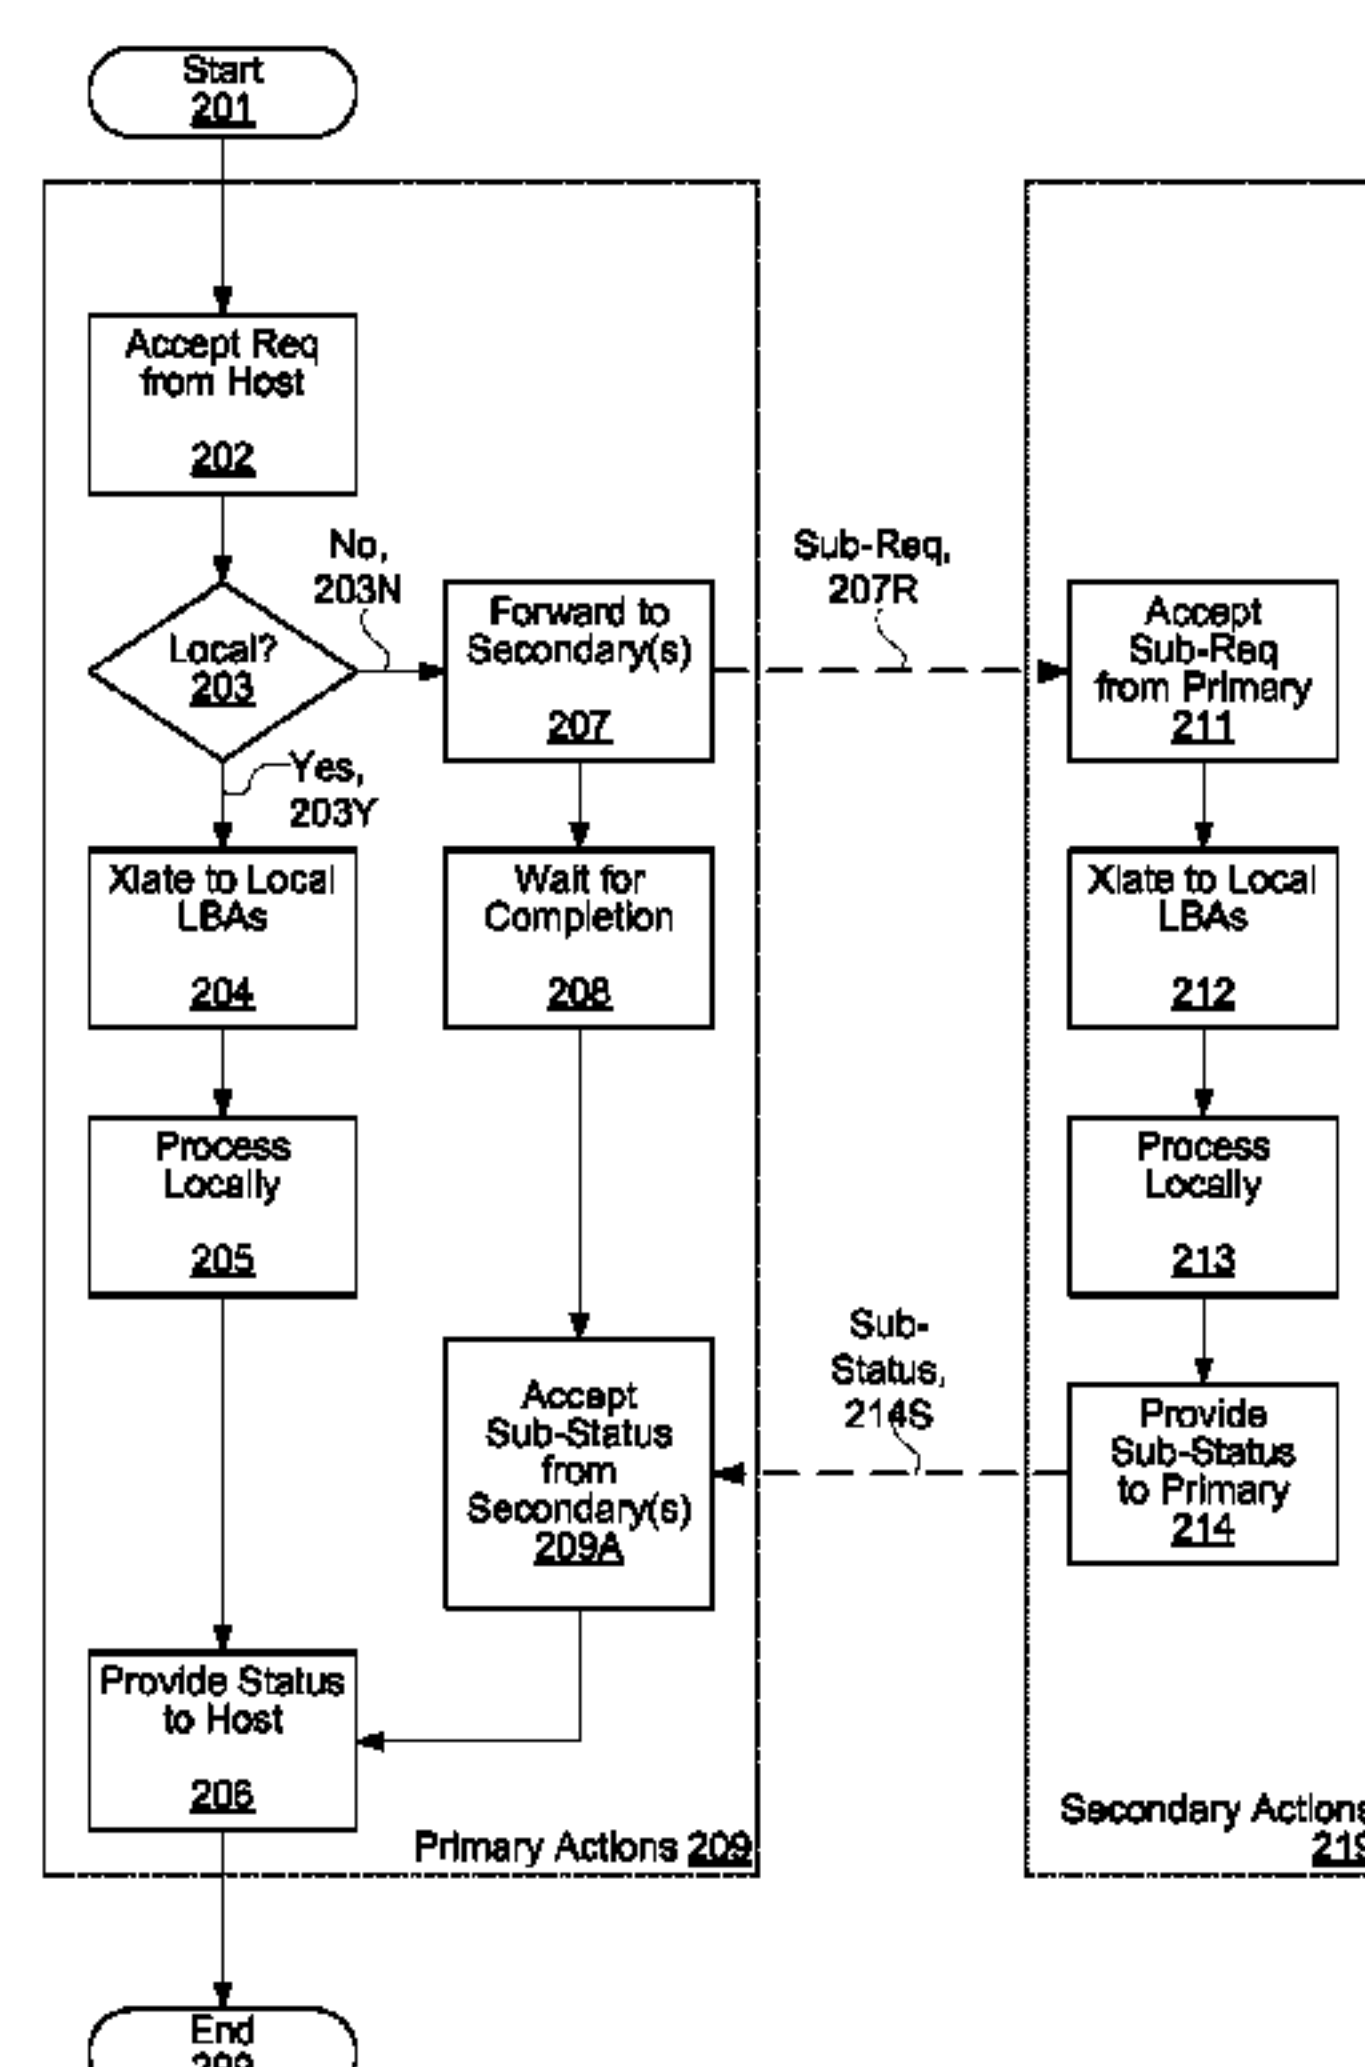 Start
201
Accept Req
from Host
202
No,
203N
Local?
203
Yes,
203Y
Forward to
Secondary(s)
207
Sub-Req,
207R
Accept
Sub-Req
from Primary
211
Xlate to Local
LBAs
204
Wait for
Completion
208
Xlate to Local
LBAs
212
Process
Locally
205
Process
Locally
213
Accept
Sub-Status
from
Secondary(s)
209A
Sub-
Status,
214S
Provide
Sub-Status
to Primary
214
Provide Status
to Host
206
Primary Actions 209
Secondary Actions
End